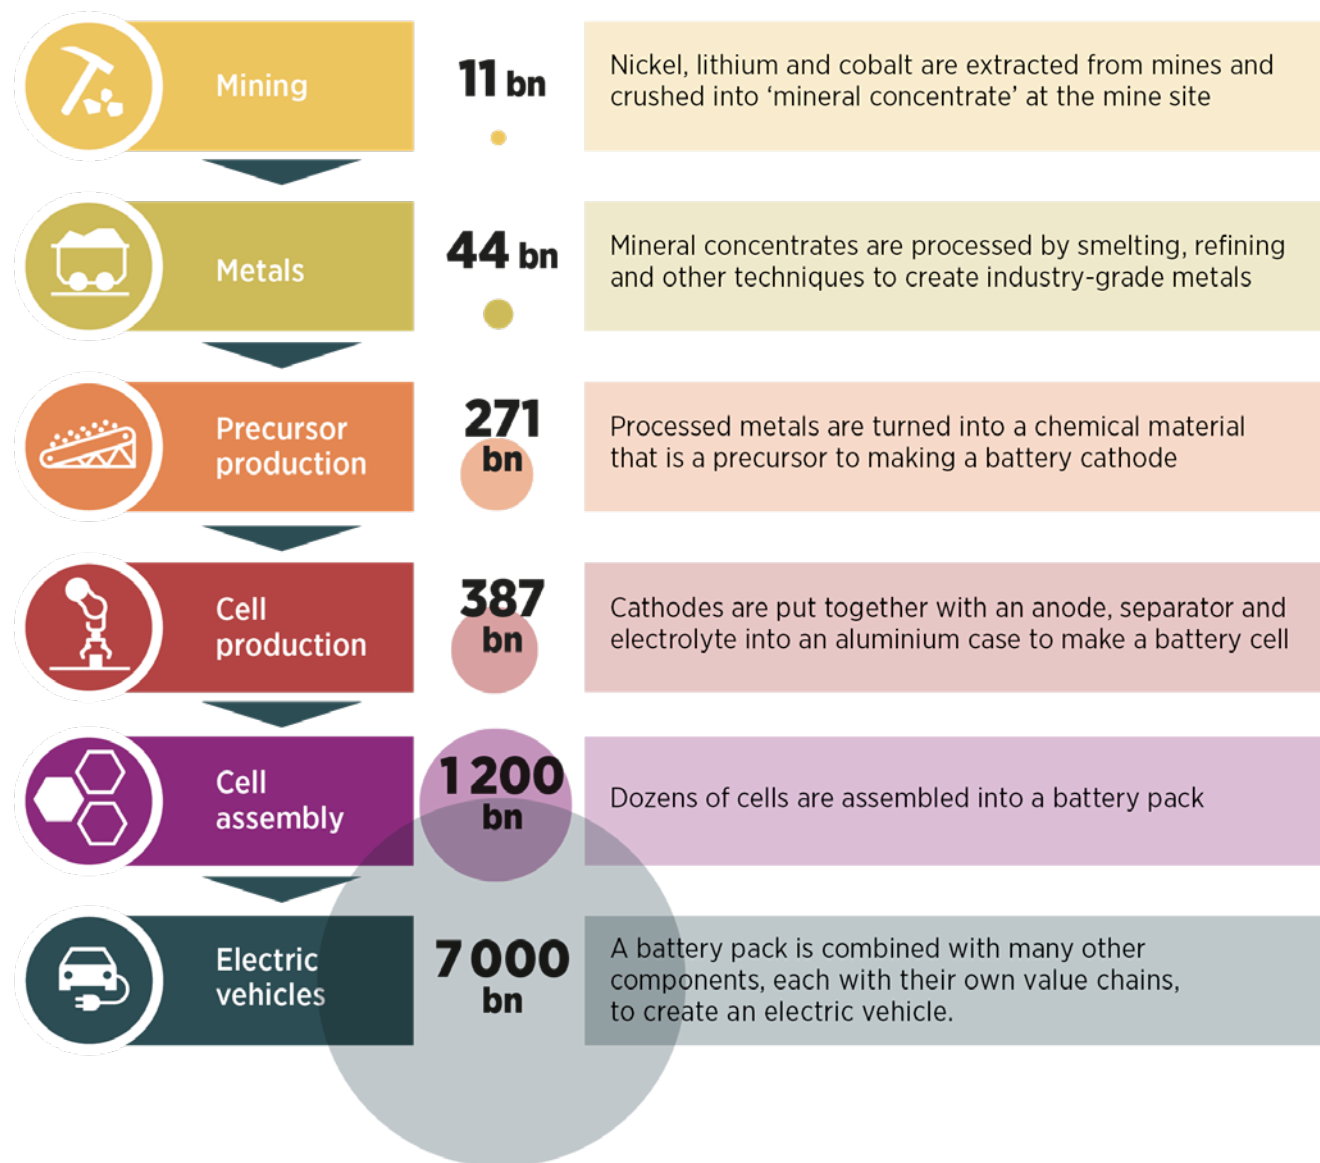 Mining
11 bn
Nickel, lithium and cobalt are extracted from mines and
crushed into ‘mineral concentrate’ at the mine site
Metals
44 bn
Mineral concentrates are processed by smelting, refining
and other techniques to create industry-grade metals
Precursor
production
271
bn
Processed metals are turned into a chemical material
that is a precursor to making a battery cathode
Cell
production
387
bn
Cathodes are put together with an anode, separator and
electrolyte into an aluminium case to make a battery cell
Cell
assembly
1 200
bn
Dozens of cells are assembled into a battery pack
Electric
vehicles
7 000
bn
A battery pack is combined with many other
components, each with their own value chains,
to create an electric vehicle.